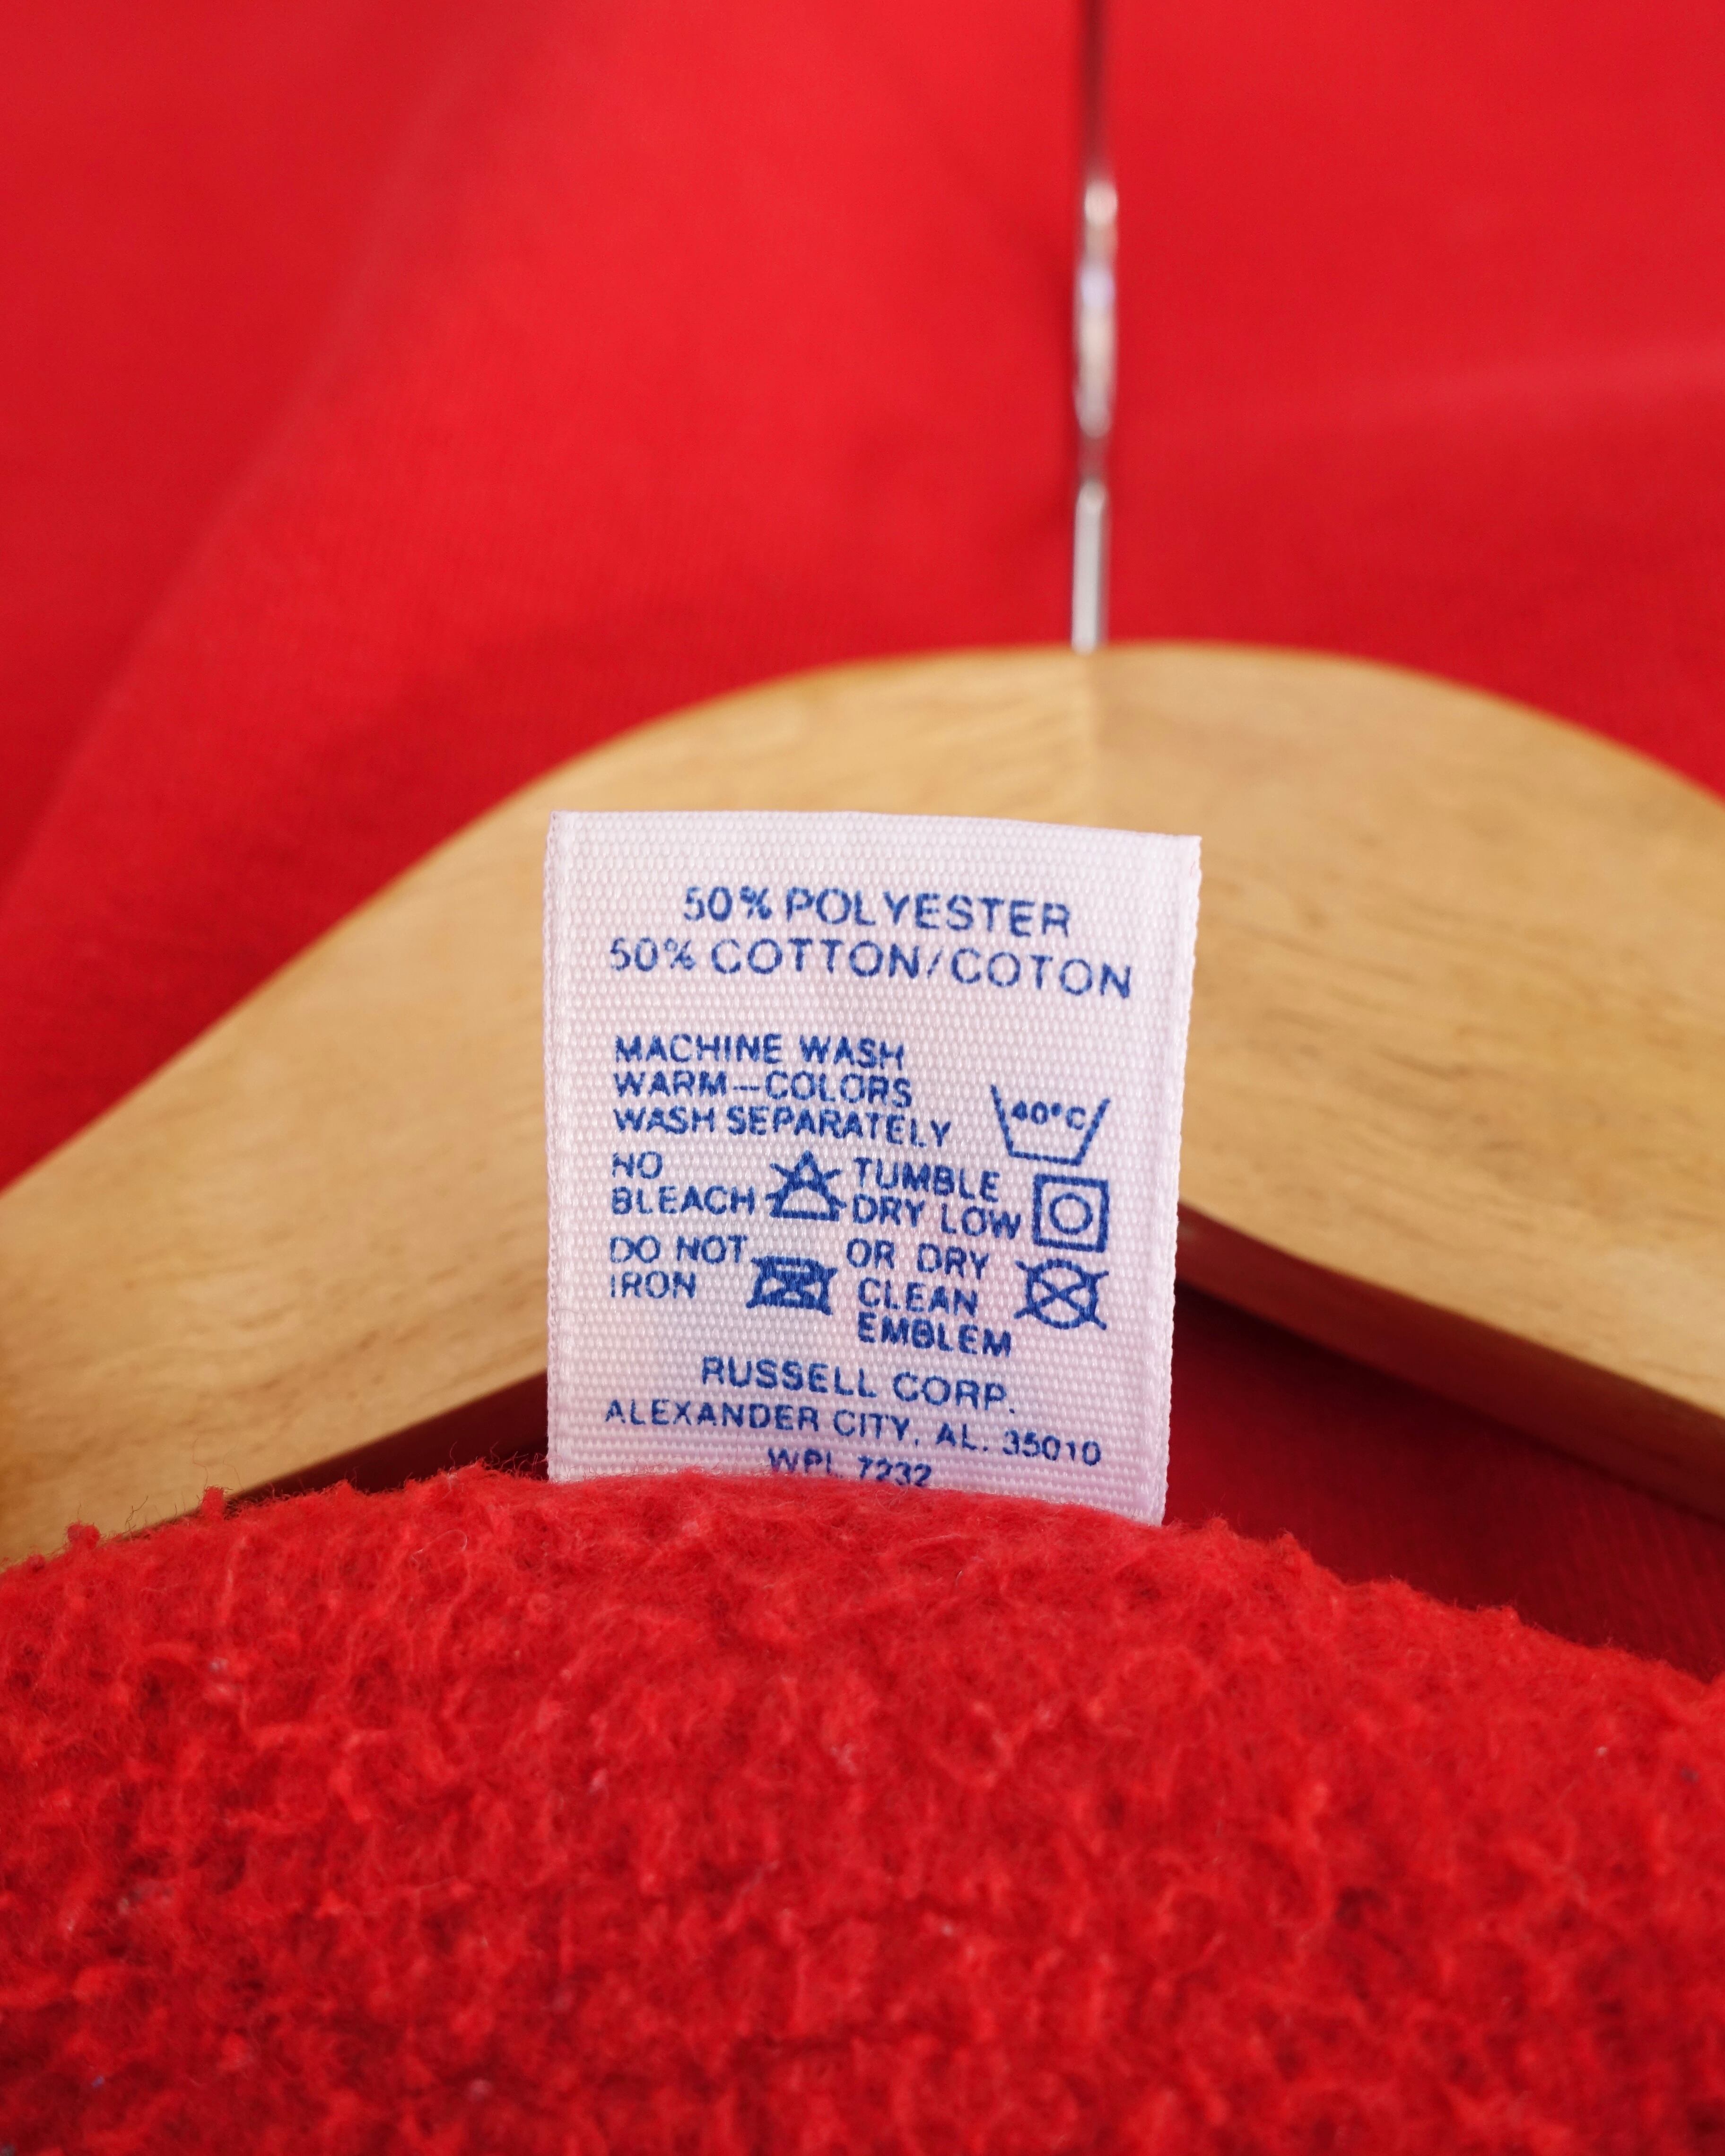 50% POLYESTER
50% COTTON/COTON
MACHINE WASH
WARM—COLORS
WASH SEPARATELY
40°C
NO
BLEACH
TUMBLE
DRY LOW
DO NOT
IRON
OR DRY
CLEAN
EMBLEM
RUSSELL CORP.
ALEXANDER CITY, AL. 35010
WPL 7232